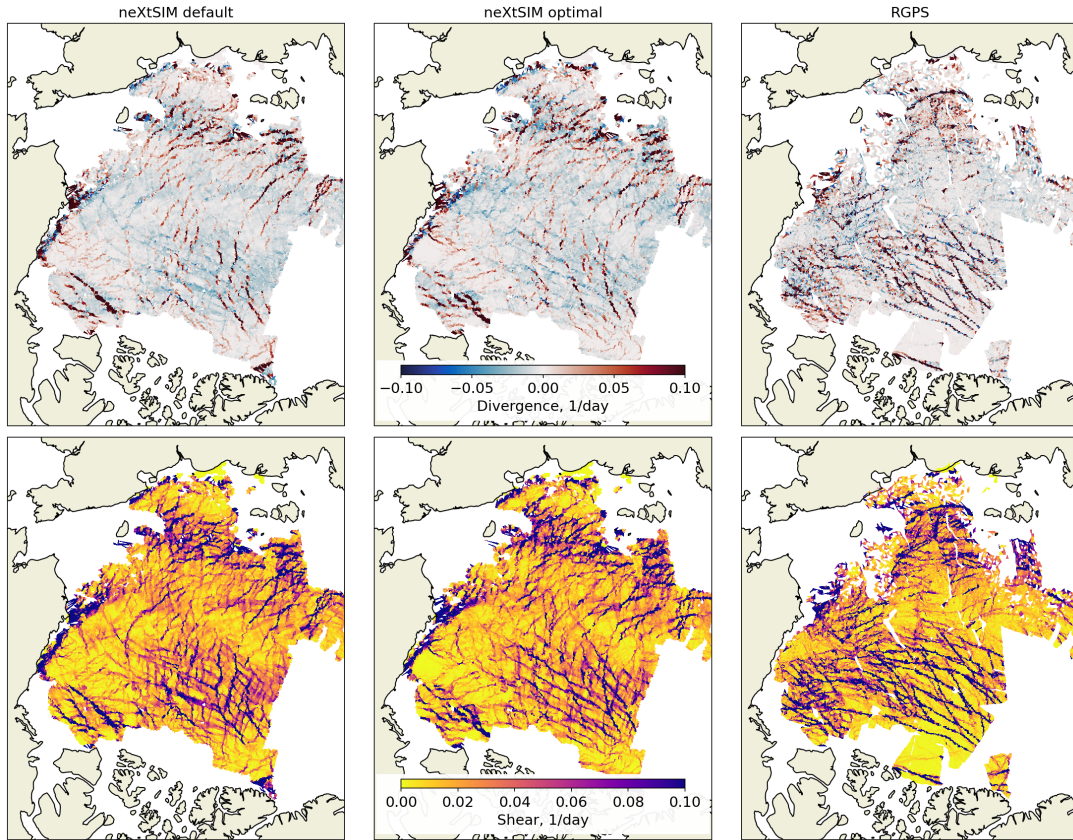 neXtSIM default neXtSIM optimal RGPS
−0.10 −0.05 0.00 0.05 0.10
Divergence, 1/day
0.00 0.02 0.04 0.06 0.08 0.10
Shear, 1/day